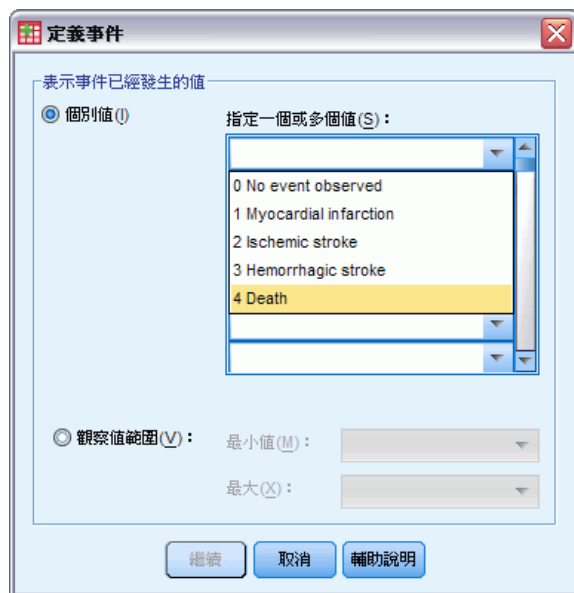 定義事件
表示事件已經發生的值
個別值(I)
指定一個或多個值(S)：
0 No event observed
1 Myocardial infarction
2 Ischemic stroke
3 Hemorrhagic stroke
4 Death
觀察值範圍(V)：
最小值(M)：
最大(X)：
繼續
取消
輔助說明